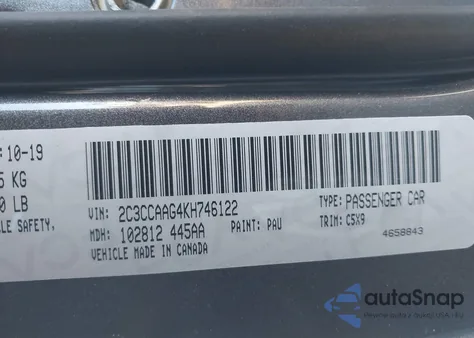 : 10-19
5 KG
0 LB
CLE SAFETY.
VIN: 2C3CCAAG4KH746122
TYPE: PASSENGER CAR
MDH: 102812 445AA
PAINT: PAU
TRIM: C5X9
VEHICLE MADE IN CANADA
4658843
autoSnap